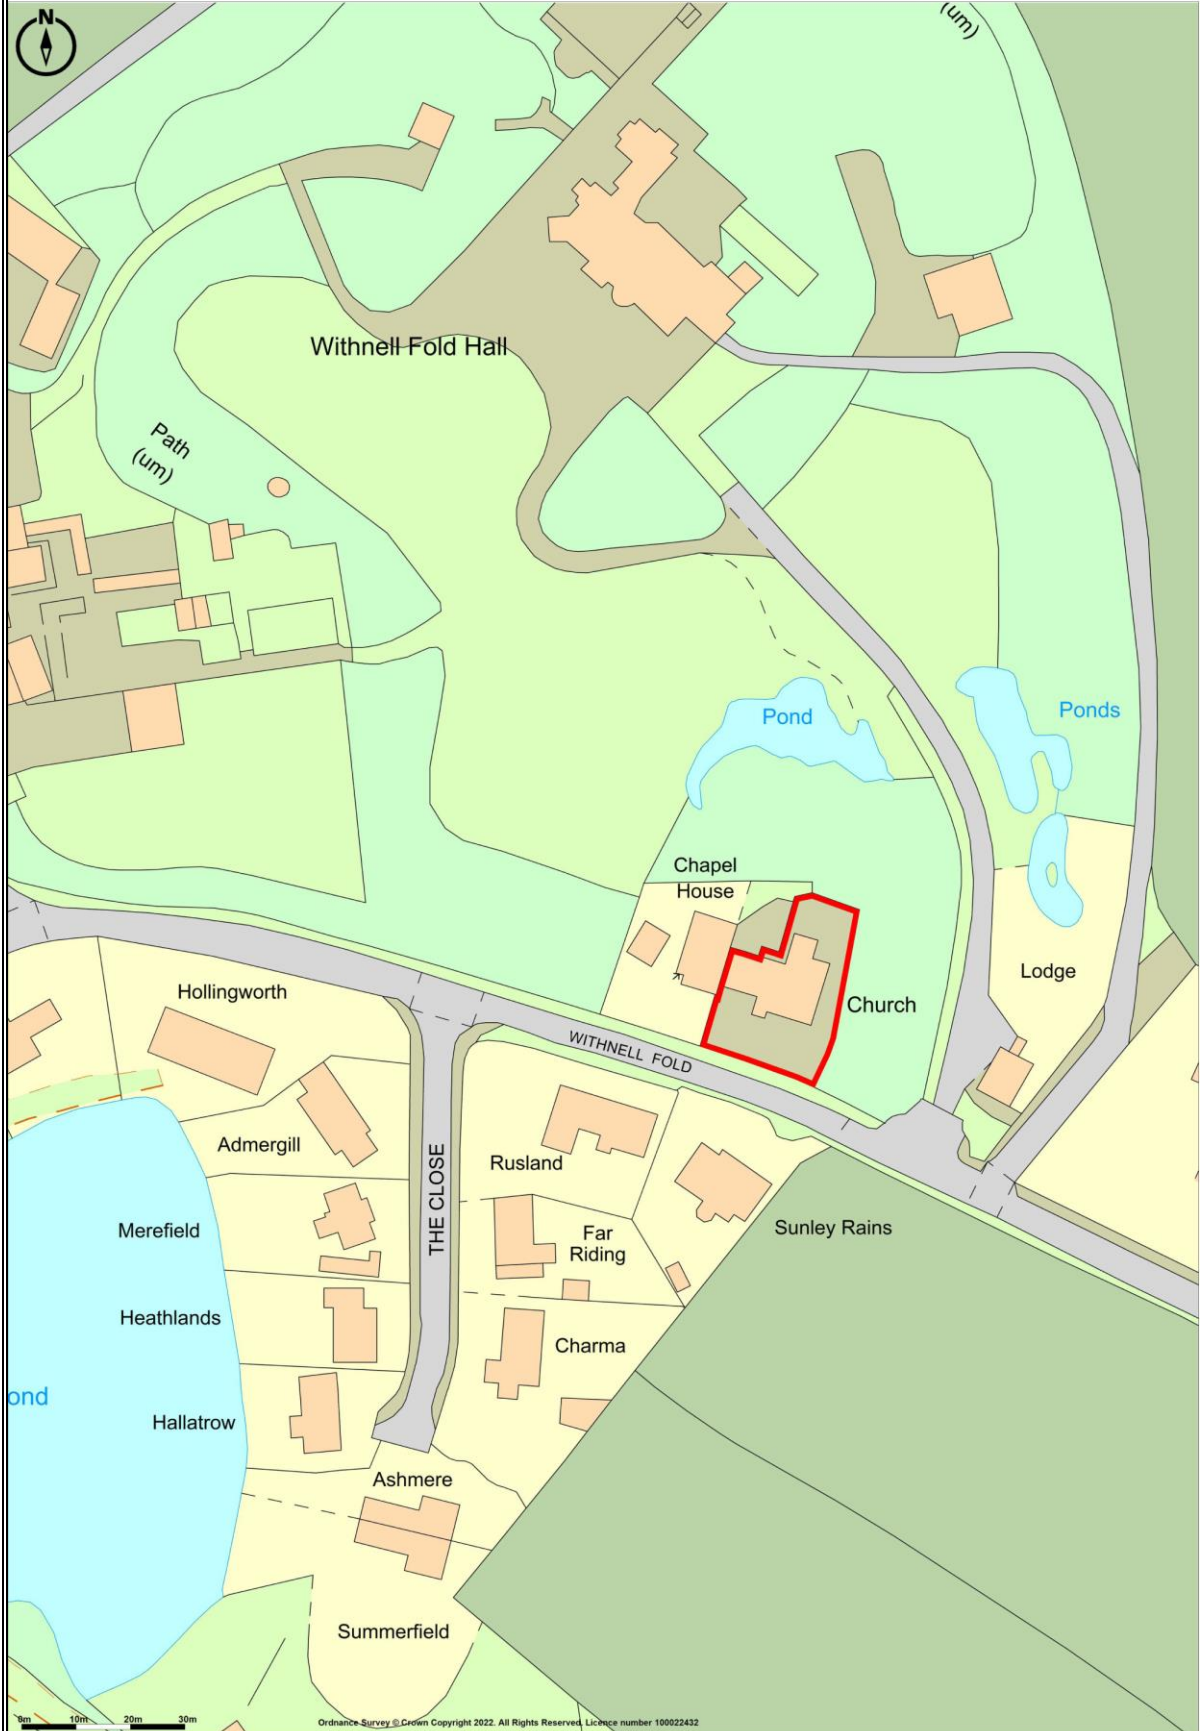 N
(um)
Withnell Fold Hall
Path
(um)
Pond
Ponds
Chapel
House
Lodge
Hollingworth
Church
WITHNELL FOLD
Admergill
Rusland
THE CLOSE
Merefield
Far
Riding
Sunley Rains
Heathlands
Charma
ond
Hallatrow
Ashmere
Summerfield
0m 10m 20m 30m
Ordnance Survey © Crown Copyright 2022. All Rights Reserved. Licence number 100022432